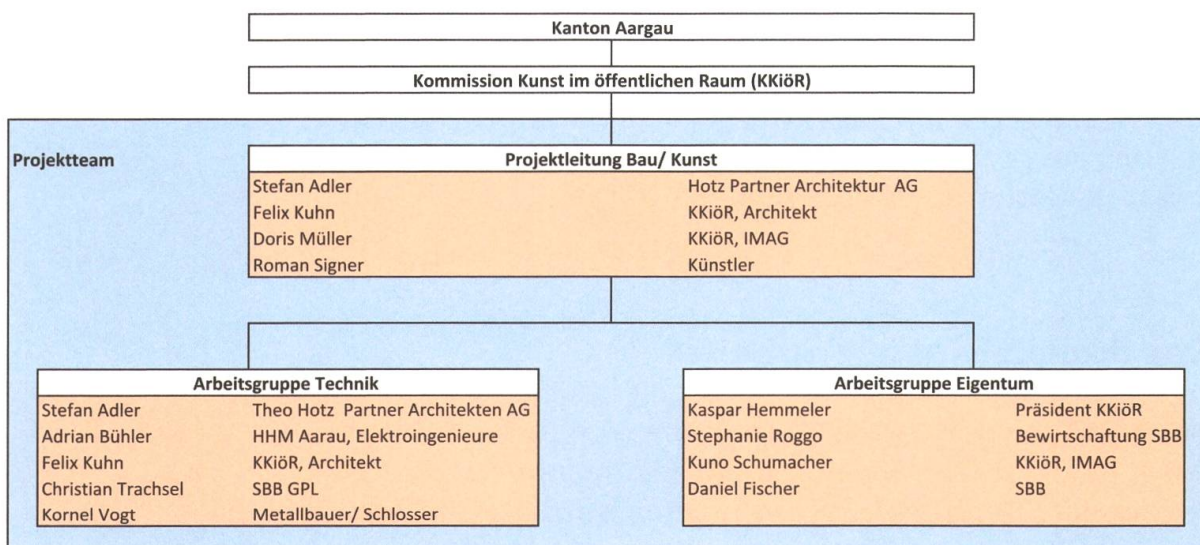 Kanton Aargau
Kommission Kunst im öffentlichen Raum (KKiöR)
Projektteam
Projektleitung Bau/ Kunst
Stefan Adler Hotz Partner Architektur AG
Felix Kuhn KKiöR, Architekt
Doris Müller KKiöR, IMAG
Roman Signer Künstler
Arbeitsgruppe Technik
Stefan Adler Theo Hotz Partner Architekten AG
Adrian Bühler HHM Aarau, Elektroingenieure
Felix Kuhn KKiöR, Architekt
Christian Trachsel SBB GPL
Kornel Vogt Metallbauer/ Schlosser
Arbeitsgruppe Eigentum
Kaspar Hemmeler Präsident KKiöR
Stephanie Roggo Bewirtschaftung SBB
Kuno Schumacher KKiöR, IMAG
Daniel Fischer SBB